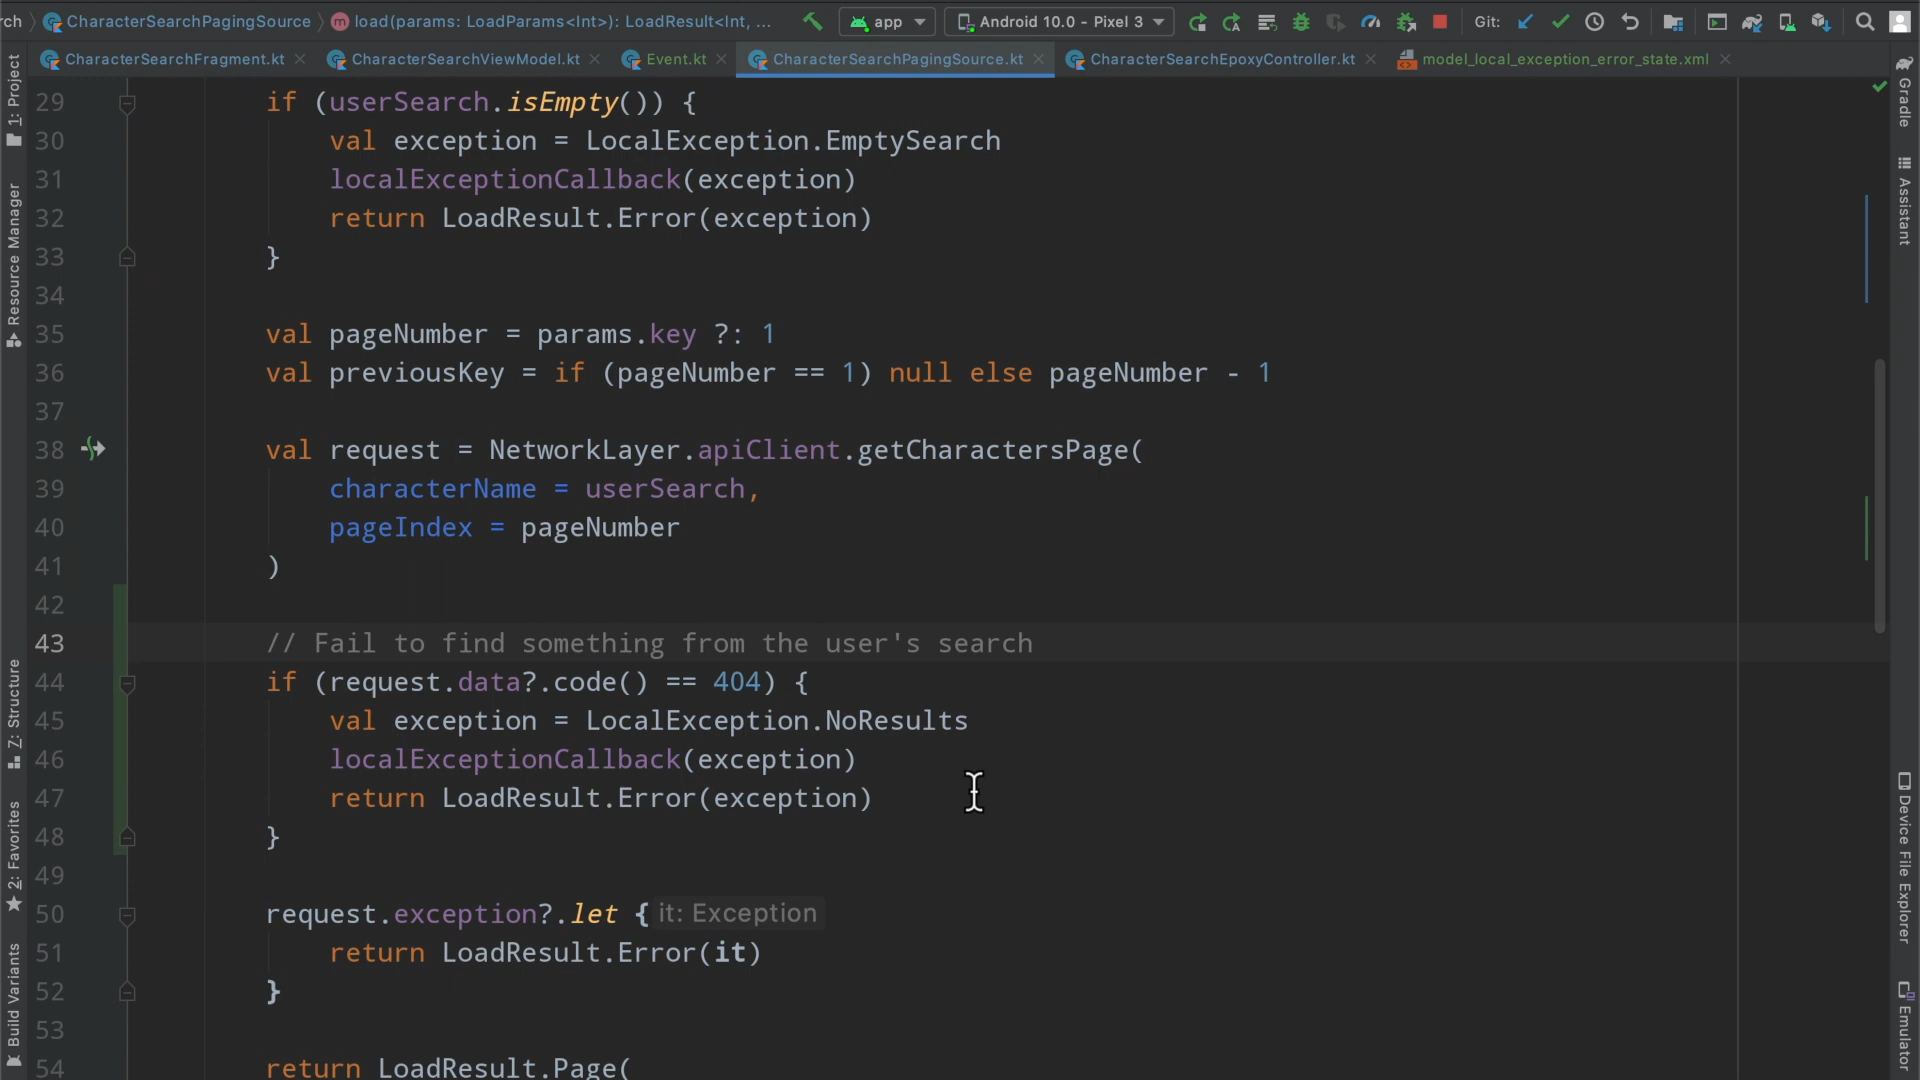 rch CharacterSearchPagingSource load(params: LoadParams<Int>): LoadResult<Int, ... app Android 10.0 - Pixel 3 Git:
CharacterSearchFragment.kt CharacterSearchViewModel.kt Event.kt CharacterSearchPagingSource.kt CharacterSearchEpoxyController.kt model_local_exception_error_state.xml
1: Project
Resource Manager
Z: Structure
2: Favorites
Build Variants
29 if (userSearch.isEmpty()) {
30 val exception = LocalException.EmptySearch
31 localExceptionCallback(exception)
32 return LoadResult.Error(exception)
33 }
34
35 val pageNumber = params.key ?: 1
36 val previousKey = if (pageNumber == 1) null else pageNumber - 1
37
38 val request = NetworkLayer.apiClient.getCharactersPage(
39 characterName = userSearch,
40 pageIndex = pageNumber
41 )
42
43 // Fail to find something from the user's search
44 if (request.data?.code() == 404) {
45 val exception = LocalException.NoResults
46 localExceptionCallback(exception)
47 return LoadResult.Error(exception)
48 }
49
50 request.exception?.let { it: Exception
51 return LoadResult.Error(it)
52 }
53
54 return LoadResult.Page(
Gradle
Assistant
Device File Explorer
Emulator